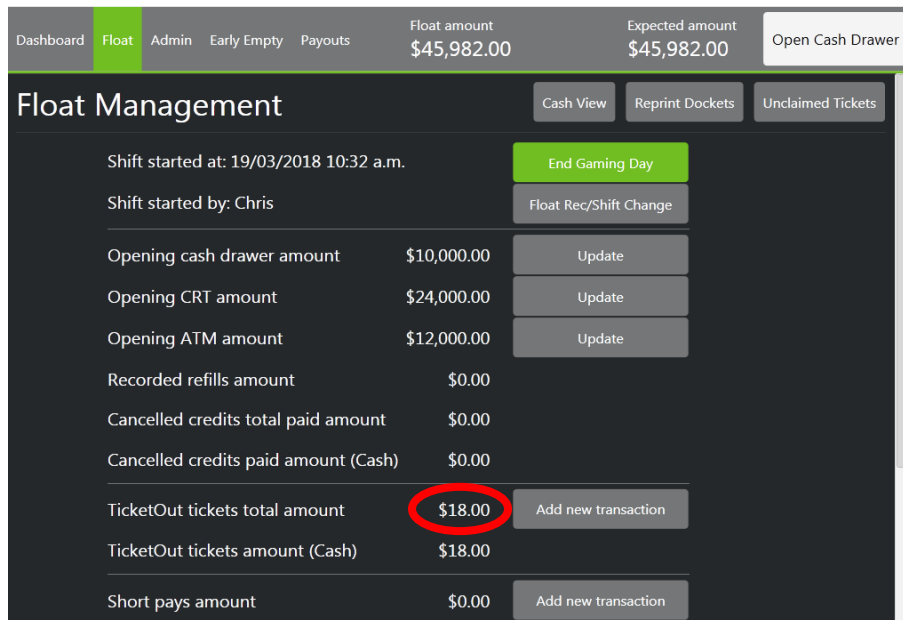 Dashboard Float Admin Early Empty Payouts Float amount $45,982.00 Expected amount $45,982.00 Open Cash Drawer
Float Management Cash View Reprint Dockets Unclaimed Tickets
Shift started at: 19/03/2018 10:32 a.m. End Gaming Day
Shift started by: Chris Float Rec/Shift Change
Opening cash drawer amount $10,000.00 Update
Opening CRT amount $24,000.00 Update
Opening ATM amount $12,000.00 Update
Recorded refills amount $0.00
Cancelled credits total paid amount $0.00
Cancelled credits paid amount (Cash) $0.00
TicketOut tickets total amount $18.00 Add new transaction
TicketOut tickets amount (Cash) $18.00
Short pays amount $0.00 Add new transaction